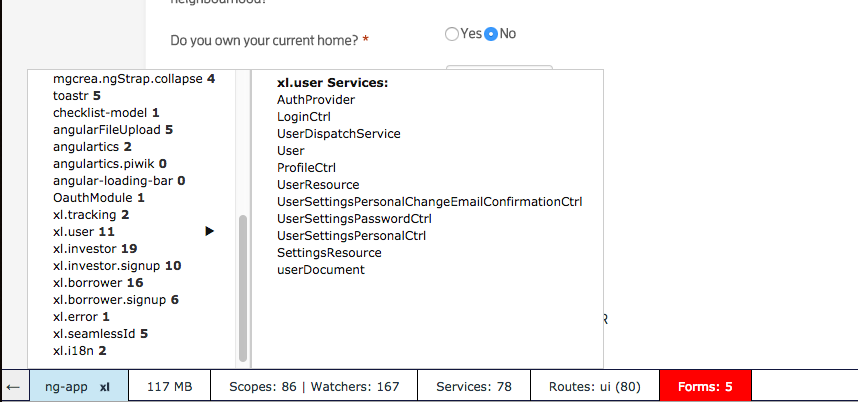 Do you own your current home? *
Yes No
mgcrea.ngStrap.collapse 4
toastr 5
checklist-model 1
angularFileUpload 5
angulartics 2
angulartics.piwik 0
angular-loading-bar 0
OauthModule 1
xl.tracking 2
xl.user 11
xl.investor 19
xl.investor.signup 10
xl.borrower 16
xl.borrower.signup 6
xl.error 1
xl.seamlessId 5
xl.i18n 2
xl.user Services:
AuthProvider
LoginCtrl
UserDispatchService
User
ProfileCtrl
UserResource
UserSettingsPersonalChangeEmailConfirmationCtrl
UserSettingsPasswordCtrl
UserSettingsPersonalCtrl
SettingsResource
userDocument
← ng-app xl 117 MB Scopes: 86 | Watchers: 167 Services: 78 Routes: ui (80) Forms: 5